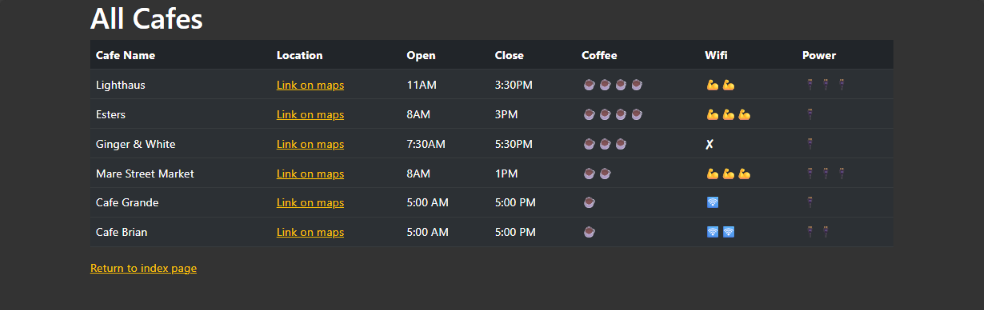 All Cafes
Cafe Name Location Open Close Coffee Wifi Power
Lighthaus Link on maps 11AM 3:30PM ☕☕☕☕ 💪💪 🔌🔌🔌
Esters Link on maps 8AM 3PM ☕☕☕☕ 💪💪💪 🔌
Ginger & White Link on maps 7:30AM 5:30PM ☕☕☕ ✘ 🔌
Mare Street Market Link on maps 8AM 1PM ☕☕ 💪💪💪 🔌🔌🔌
Cafe Grande Link on maps 5:00 AM 5:00 PM ☕ 🛜 🔌
Cafe Brian Link on maps 5:00 AM 5:00 PM ☕ 🛜🛜 🔌🔌
Return to index page